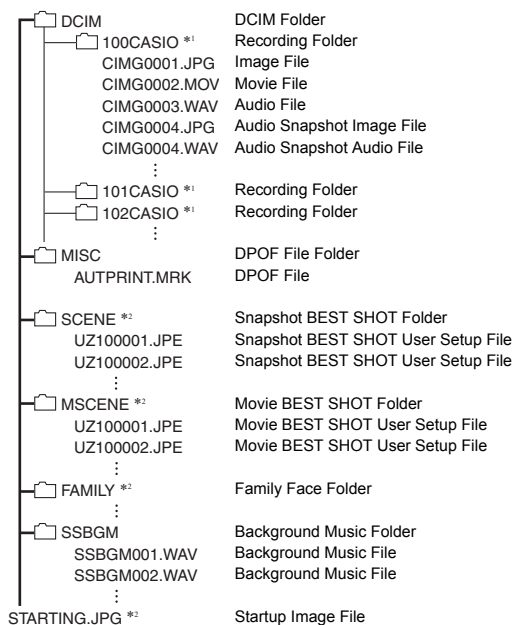 DCIM DCIM Folder
100CASIO *1 Recording Folder
CIMG0001.JPG Image File
CIMG0002.MOV Movie File
CIMG0003.WAV Audio File
CIMG0004.JPG Audio Snapshot Image File
CIMG0004.WAV Audio Snapshot Audio File
101CASIO *1 Recording Folder
102CASIO *1 Recording Folder
MISC DPOF File Folder
AUTPRINT.MRK DPOF File
SCENE *2 Snapshot BEST SHOT Folder
UZ100001.JPE Snapshot BEST SHOT User Setup File
UZ100002.JPE Snapshot BEST SHOT User Setup File
MSCENE *2 Movie BEST SHOT Folder
UZ100001.JPE Movie BEST SHOT User Setup File
UZ100002.JPE Movie BEST SHOT User Setup File
FAMILY *2 Family Face Folder
SSBGM Background Music Folder
SSBGM001.WAV Background Music File
SSBGM002.WAV Background Music File
STARTING.JPG *2 Startup Image File